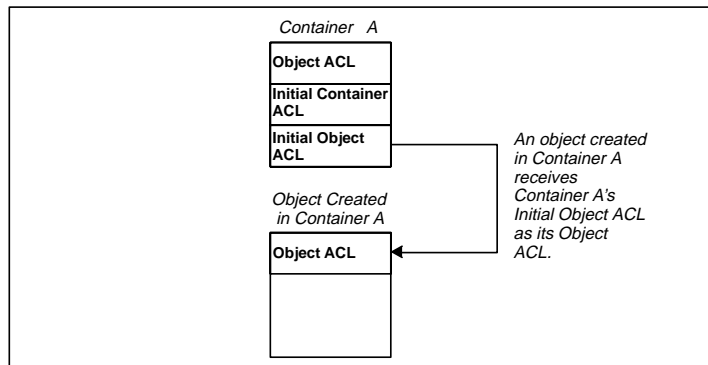 Container A
Object ACL
Initial Container
ACL
Initial Object
ACL
An object created
in Container A
receives
Container A's
Initial Object ACL
as its Object
ACL.
Object Created
in Container A
Object ACL